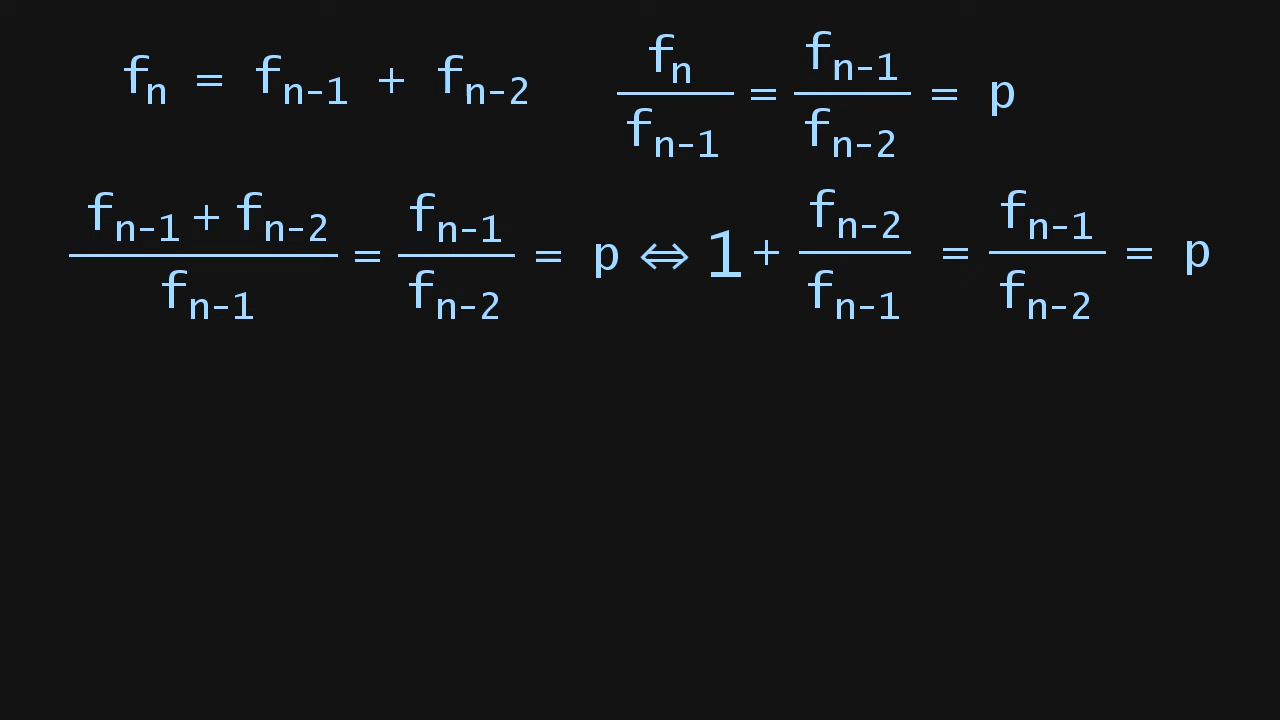 fₙ = fₙ₋₁ + fₙ₋₂    fₙ/fₙ₋₁ = fₙ₋₁/fₙ₋₂ = p
(fₙ₋₁ + fₙ₋₂)/fₙ₋₁ = fₙ₋₁/fₙ₋₂ = p ⇔ 1 + fₙ₋₂/fₙ₋₁ = fₙ₋₁/fₙ₋₂ = p